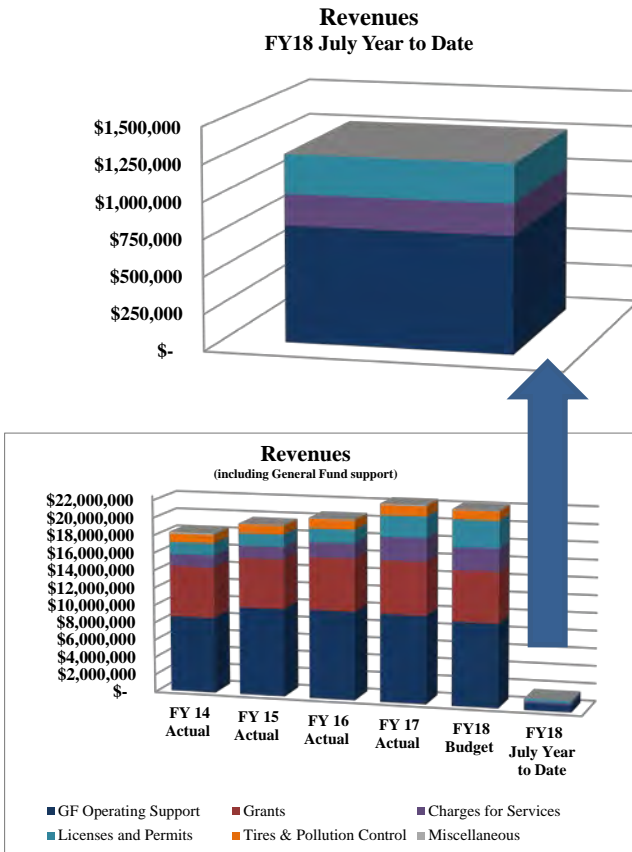 Revenues
FY18 July Year to Date
$1,500,000
$1,250,000
$1,000,000
$750,000
$500,000
$250,000
$-
Revenues
(including General Fund support)
$22,000,000
$20,000,000
$18,000,000
$16,000,000
$14,000,000
$12,000,000
$10,000,000
$8,000,000
$6,000,000
$4,000,000
$2,000,000
$-
FY 14 Actual
FY 15 Actual
FY 16 Actual
FY 17 Actual
FY18 Budget
FY18 July Year to Date
GF Operating Support
Grants
Charges for Services
Licenses and Permits
Tires & Pollution Control
Miscellaneous